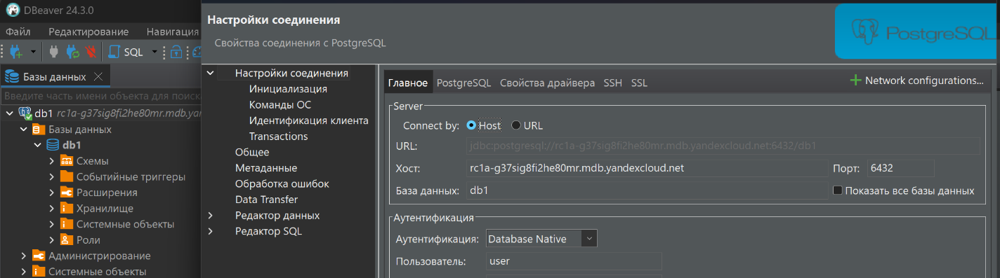 DBeaver 24.3.0
Файл Редактирование Навигация
SQL
Базы данных
Введите часть имени объекта для поиск
db1 rc1a-g37sig8fi2he80mr.mdb.yan
Базы данных
db1
Схемы
Событийные триггеры
Расширения
Хранилище
Системные объекты
Роли
Администрирование
Системные объекты
Настройки соединения
Свойства соединения с PostgreSQL
PostgreSQL
Настройки соединения
Инициализация
Команды ОС
Идентификация клиента
Transactions
Общее
Метаданные
Обработка ошибок
Data Transfer
Редактор данных
Редактор SQL
Главное PostgreSQL Свойства драйвера SSH SSL Network configurations...
Server
Connect by: Host URL
URL: jdbc:postgresql://rc1a-g37sig8fi2he80mr.mdb.yandexcloud.net:6432/db1
Хост: rc1a-g37sig8fi2he80mr.mdb.yandexcloud.net Порт: 6432
База данных: db1 Показать все базы данных
Аутентификация
Аутентификация: Database Native
Пользователь: user